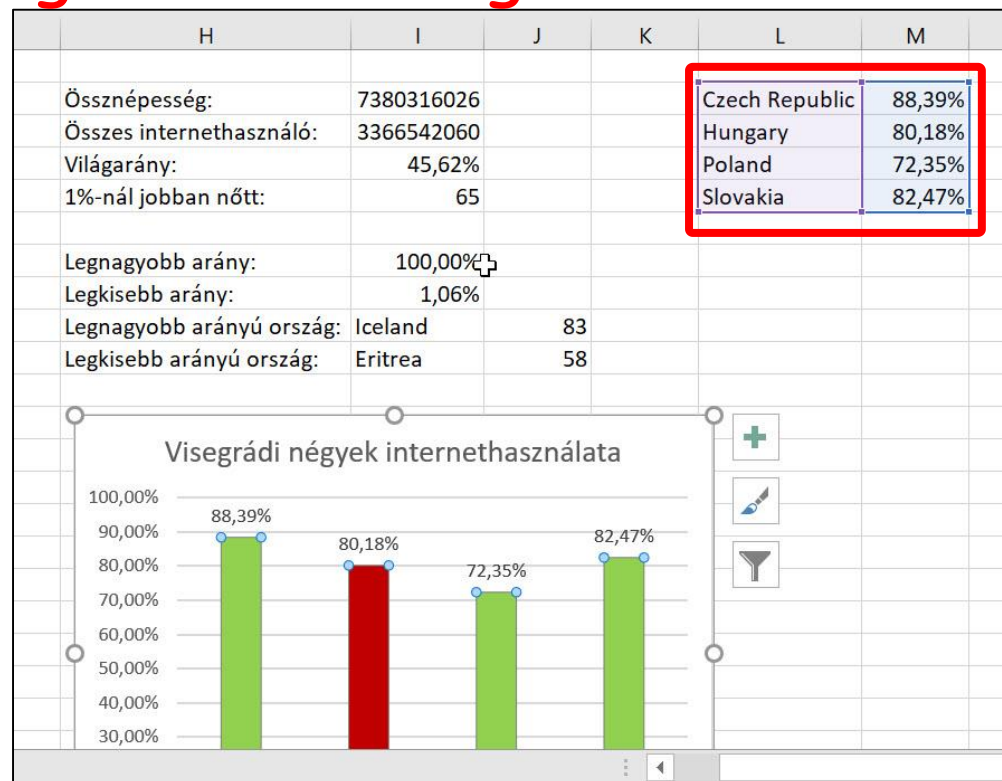 H I J K L M
Össznépesség: 7380316026 Czech Republic 88,39%
Összes internethasználó: 3366542060 Hungary 80,18%
Világarány: 45,62% Poland 72,35%
1%-nál jobban nőtt: 65 Slovakia 82,47%
Legnagyobb arány: 100,00%
Legkisebb arány: 1,06%
Legnagyobb arányú ország: Iceland 83
Legkisebb arányú ország: Eritrea 58
Visegrádi négyek internethasználata
100,00%
88,39%
90,00%
80,18% 82,47%
80,00%
72,35%
70,00%
60,00%
50,00%
40,00%
30,00%